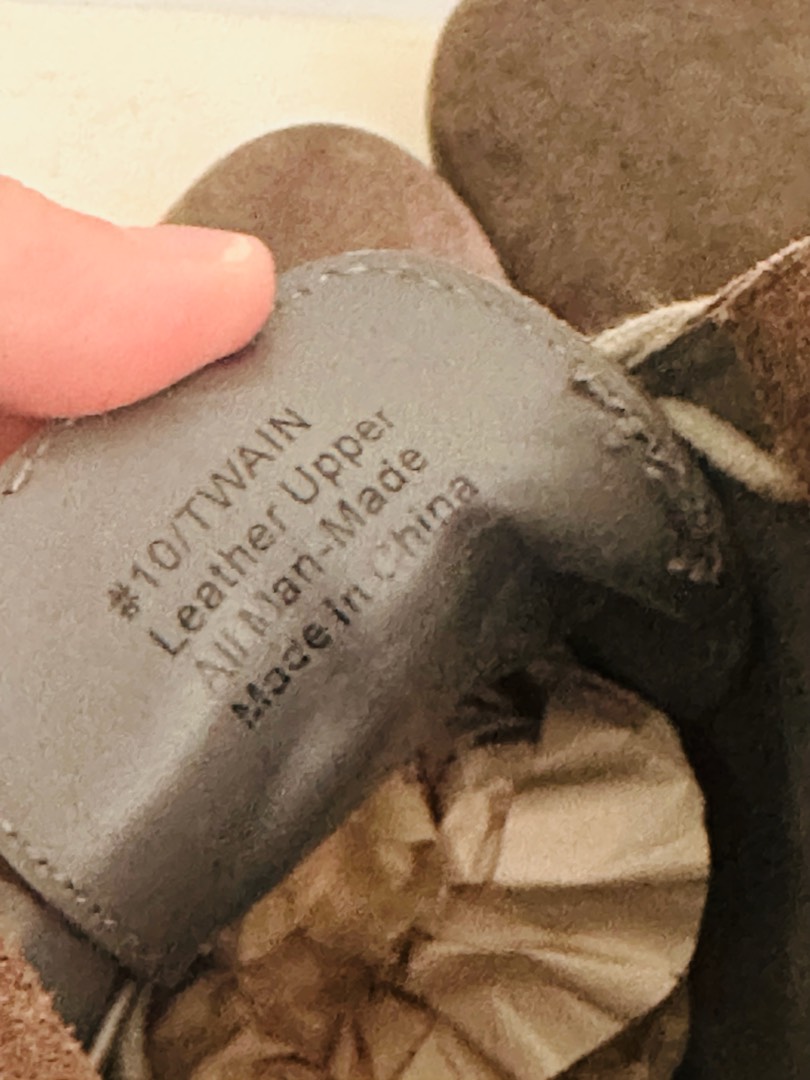 #10/TWAIN
Leather Upper
All Man-Made
Made in China